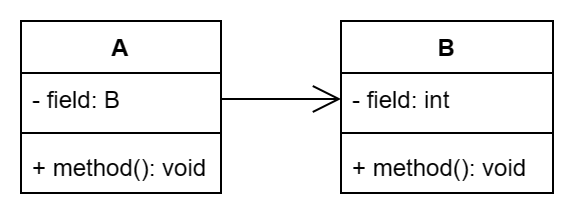 A
- field: B
+ method(): void
B
- field: int
+ method(): void